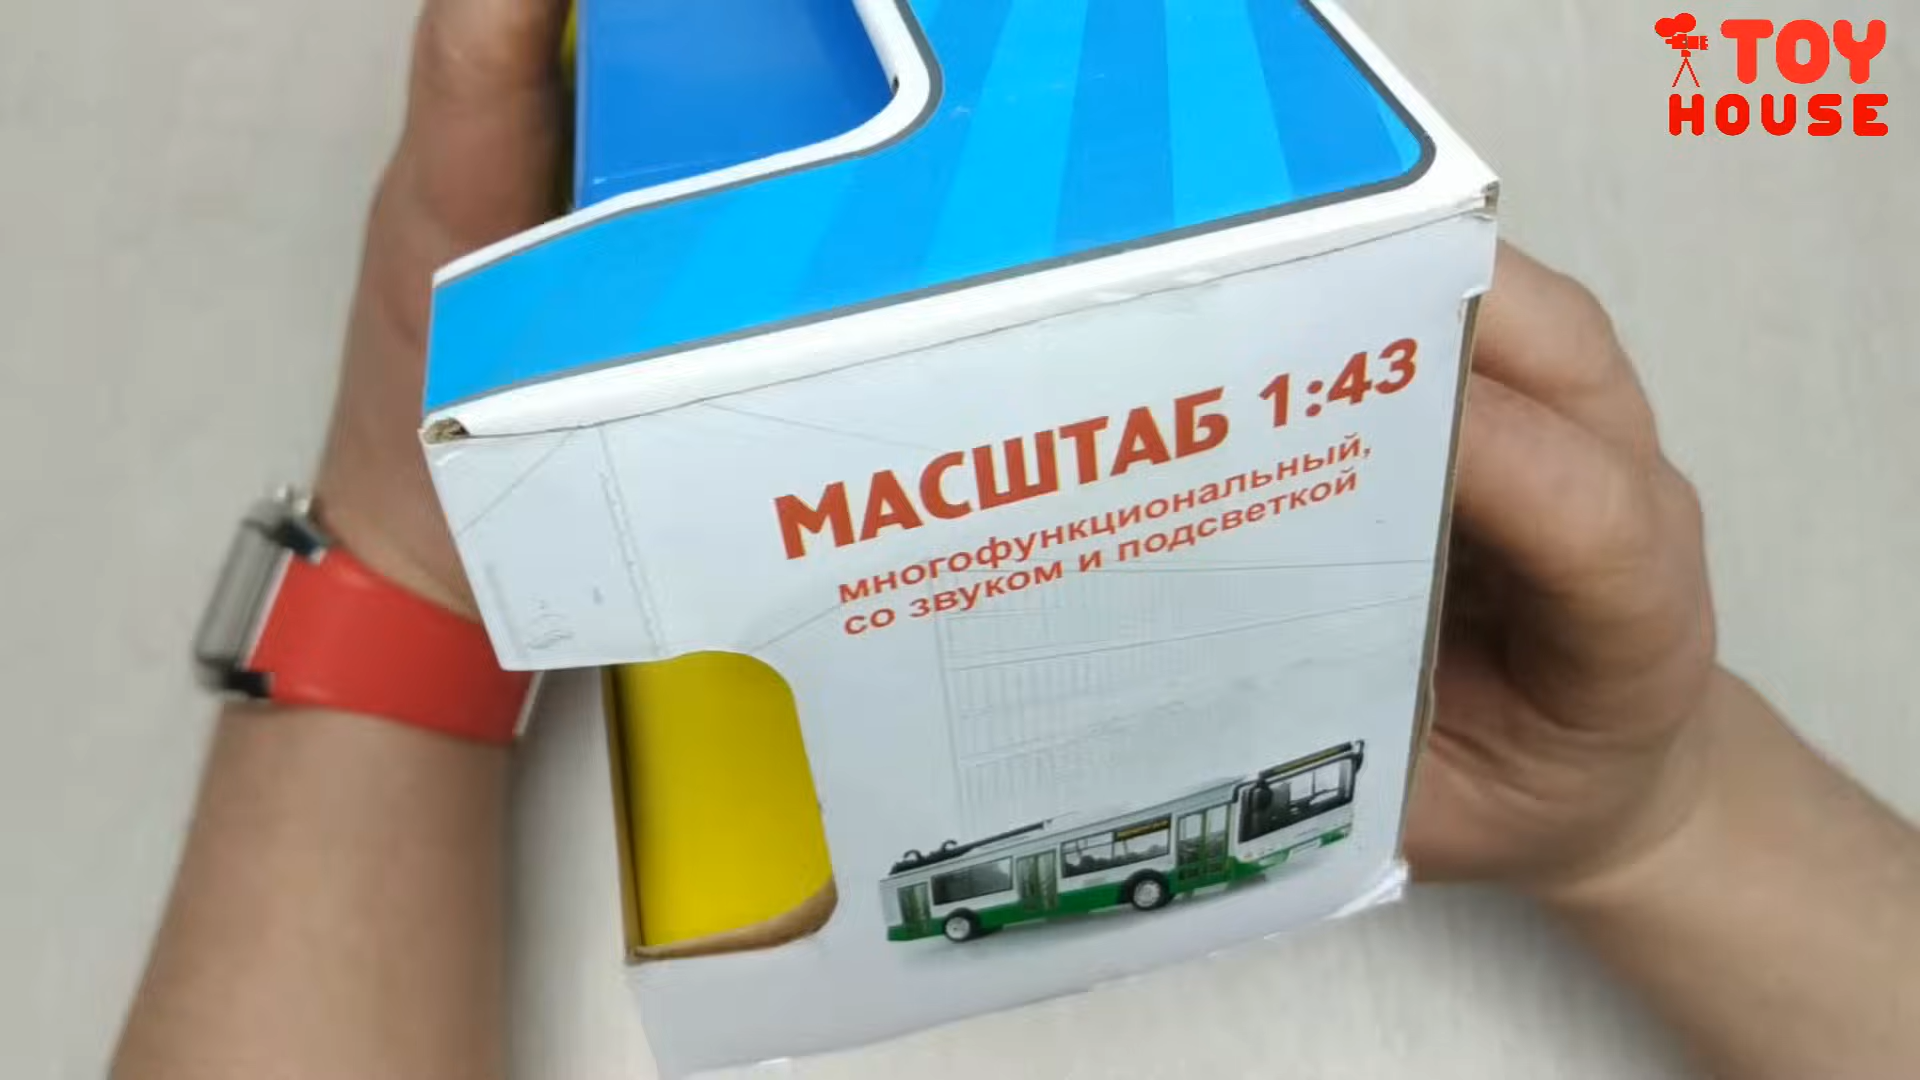 TOY
HOUSE
МАСШТАБ 1:43
многофункциональный,
со звуком и подсветкой